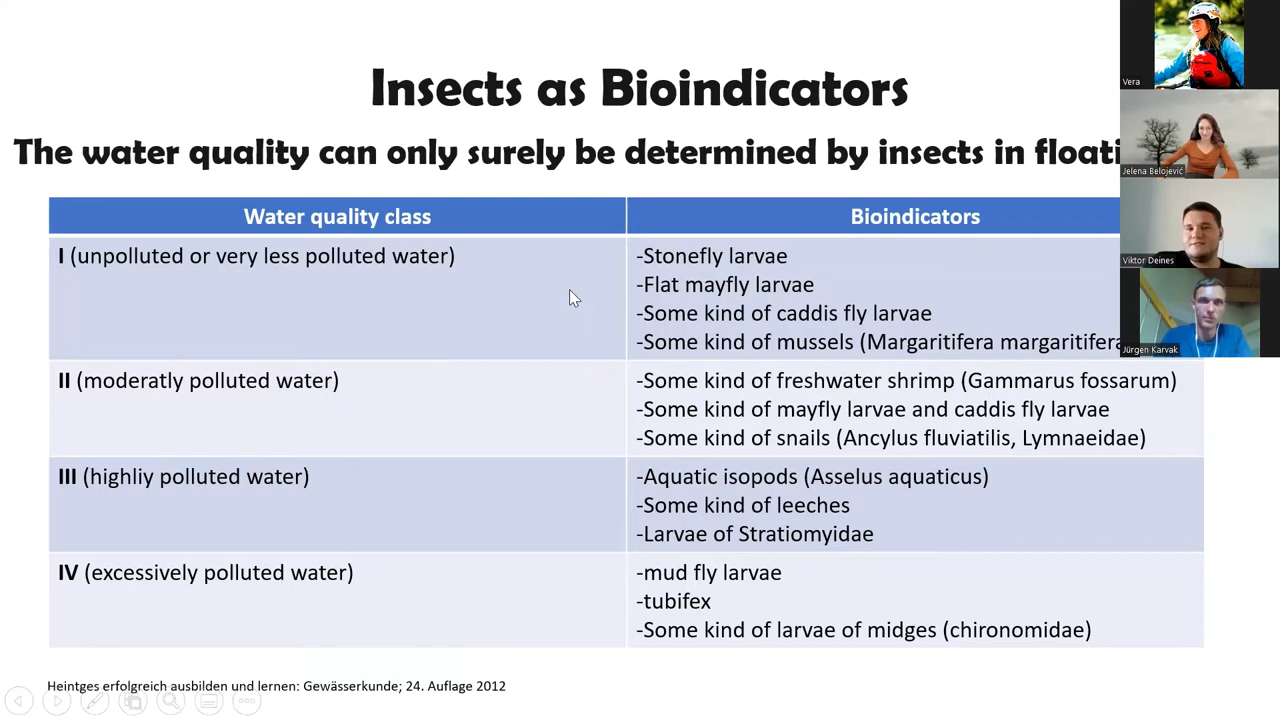 Insects as Bioindicators
The water quality can only surely be determined by insects in floati
Water quality class
Bioindicators
I (unpolluted or very less polluted water)
-Stonefly larvae
-Flat mayfly larvae
-Some kind of caddis fly larvae
-Some kind of mussels (Margaritifera margaritifera
II (moderatly polluted water)
-Some kind of freshwater shrimp (Gammarus fossarum)
-Some kind of mayfly larvae and caddis fly larvae
-Some kind of snails (Ancylus fluviatilis, Lymnaeidae)
III (highliy polluted water)
-Aquatic isopods (Asselus aquaticus)
-Some kind of leeches
-Larvae of Stratiomyidae
IV (excessively polluted water)
-mud fly larvae
-tubifex
-Some kind of larvae of midges (chironomidae)
Heintges erfolgreich ausbilden und lernen: Gewässerkunde; 24. Auflage 2012
Vera
Jelena Belojević
Viktor Deines
Jürgen Karvak